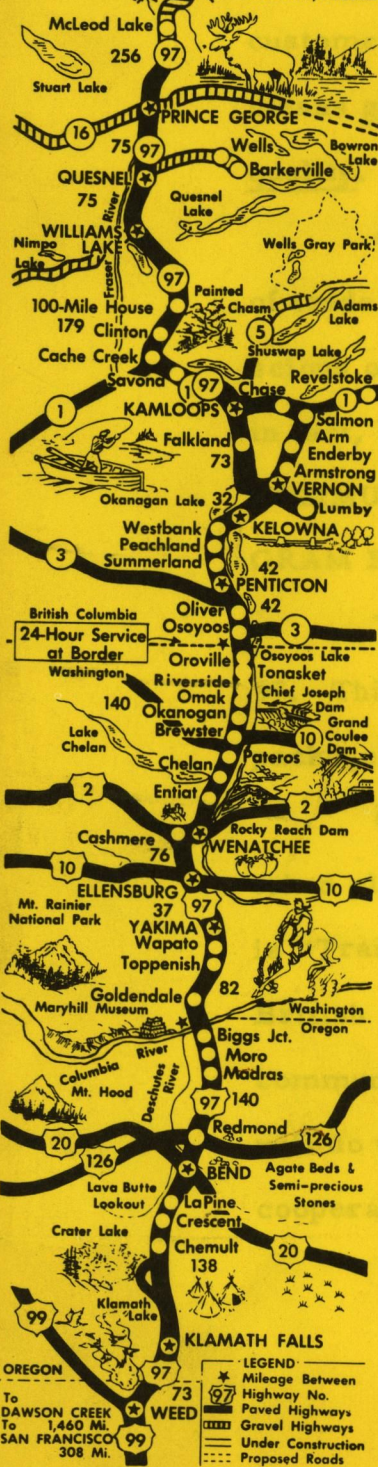 McLeod Lake
256
97
Stuart Lake
16
PRINCE GEORGE
75
97
Wells
Bowron
Lake
Barkerville
QUESNEL
75
River
Quesnel
Lake
WILLIAMS
LAKE
Nimpo
Lake
Wells Gray Park
Fraser
97
Painted
Chasm
100-Mile House
179
Clinton
5
Adams
Lake
Cache Creek
Shuswap Lake
Savona
1
97
Chase
Revelstoke
1
1
KAMLOOPS
Salmon
Arm
Falkland
Enderby
73
Armstrong
VERNON
Okanagan Lake
32
Lumby
Westbank
KELOWNA
Peachland
3
Summerland
42
PENTICTON
Oliver
42
British Columbia
Osoyoos
3
24-Hour Service
at Border
Oroville
Osoyoos Lake
Washington
Tonasket
Riverside
140
Omak
Chief Joseph
Dam
Okanogan
Grand
Coulee
Dam
Brewster
10
Lake
Chelan
Chelan
Pateros
Entiat
2
2
Rocky Reach Dam
Cashmere
76
WENATCHEE
10
10
ELLENSBURG
37
97
Mt. Rainier
National Park
YAKIMA
Wapato
Toppenish
82
Goldendale
Maryhill Museum
Washington
Oregon
River
Biggs Jct.
Columbia
Moro
Mt. Hood
Madras
Deschutes
River
97
140
Redmond
20
126
126
BEND
Agate Beds &
Semi-precious
Stones
Lava Butte
Lookout
LaPine
Crescent
20
Crater Lake
Chemult
138
Klamath
Lake
99
KLAMATH FALLS
OREGON
97
73
To
DAWSON CREEK
1,460 Mi.
To
SAN FRANCISCO
308 Mi.
WEED
99
LEGEND
Mileage Between
97
Highway No.
Paved Highways
Gravel Highways
Under Construction
Proposed Roads